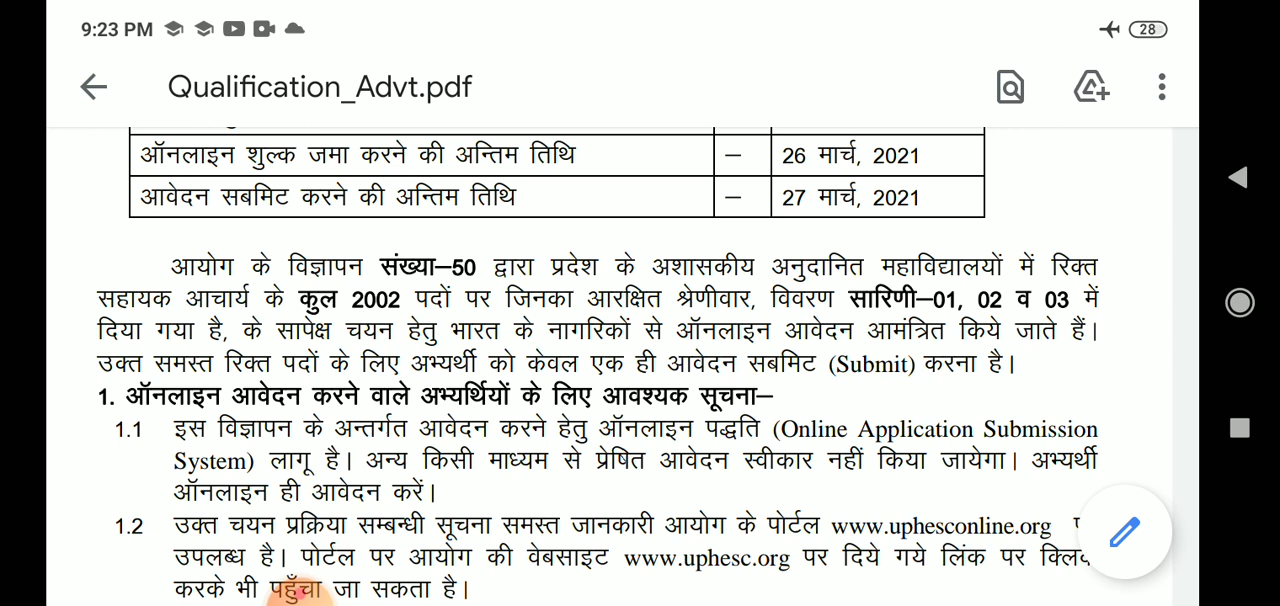 9:23 PM
28
Qualification_Advt.pdf
ऑनलाइन शुल्क जमा करने की अन्तिम तिथि – 26 मार्च, 2021
आवेदन सबमिट करने की अन्तिम तिथि – 27 मार्च, 2021
आयोग के विज्ञापन संख्या–50 द्वारा प्रदेश के अशासकीय अनुदानित महाविद्यालयों में रिक्त
सहायक आचार्य के कुल 2002 पदों पर जिनका आरक्षित श्रेणीवार, विवरण सारिणी–01, 02 व 03 में
दिया गया है, के सापेक्ष चयन हेतु भारत के नागरिकों से ऑनलाइन आवेदन आमंत्रित किये जाते हैं।
उक्त समस्त रिक्त पदों के लिए अभ्यर्थी को केवल एक ही आवेदन सबमिट (Submit) करना है।
1. ऑनलाइन आवेदन करने वाले अभ्यर्थियों के लिए आवश्यक सूचना–
1.1 इस विज्ञापन के अन्तर्गत आवेदन करने हेतु ऑनलाइन पद्धति (Online Application Submission
System) लागू है। अन्य किसी माध्यम से प्रेषित आवेदन स्वीकार नहीं किया जायेगा। अभ्यर्थी
ऑनलाइन ही आवेदन करें।
1.2 उक्त चयन प्रक्रिया सम्बन्धी सूचना समस्त जानकारी आयोग के पोर्टल www.uphesconline.org
उपलब्ध है। पोर्टल पर आयोग की वेबसाइट www.uphesc.org पर दिये गये लिंक पर
करके भी पहुँचा जा सकता है।